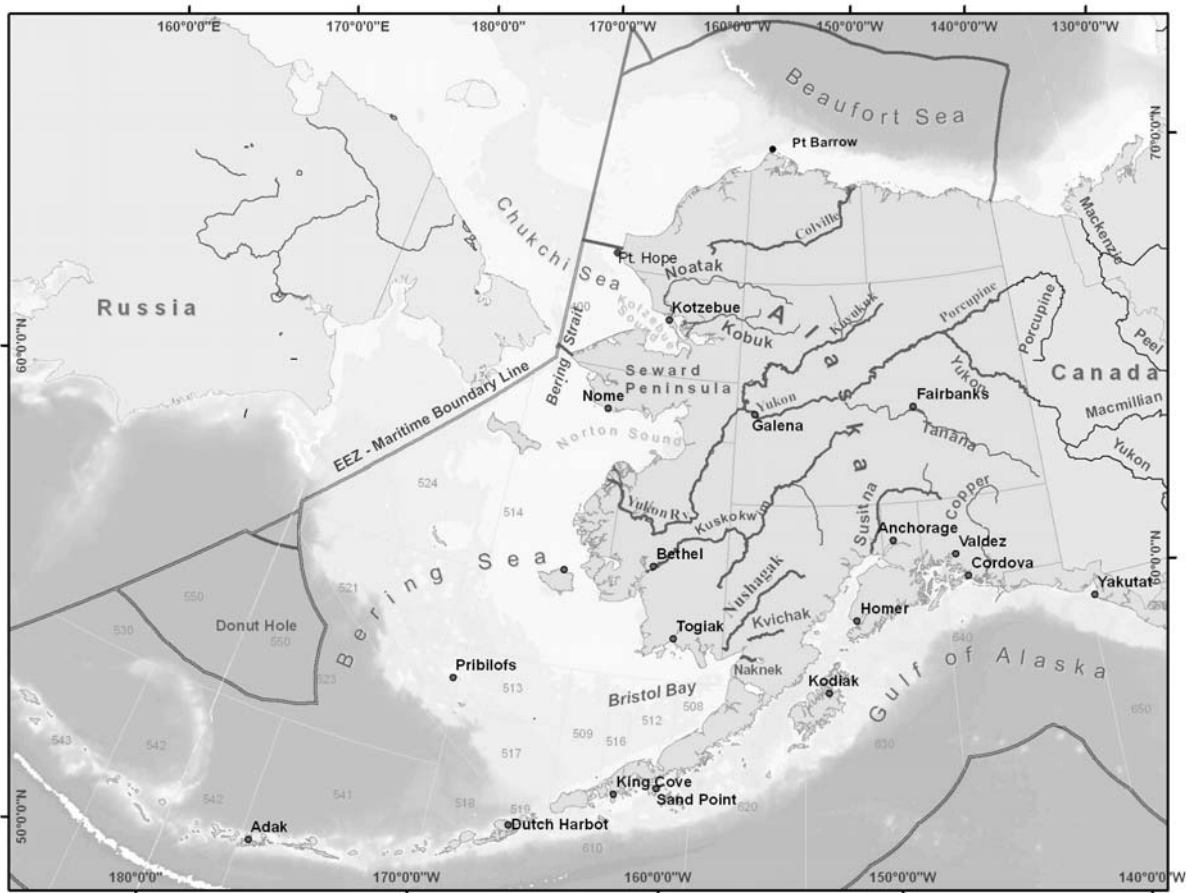 160°0'0"E
170°0'0"E
180°0'0"
170°0'0"W
160°0'0"W
150°0'0"W
140°0'0"W
130°0'0"W
Beaufort Sea
70°0'0"N
Pt Barrow
Chukchi Sea
Colville
Mackenzie
Pt. Hope
Noatak
Russia
Kotzebue Sound
Kotzebue
Kobuk
Koyukuk
Porcupine
Porcupine
Alaska
Peel
60°0'0"N
Bering Strait
Seward
Peninsula
Yukon
Canada
EEZ - Maritime Boundary Line
Nome
Yukon
Galena
Fairbanks
Macmillian
Norton Sound
Tanana
Yukon
524
514
Yukon Rv
Kuskokwim
Susitna
Copper
Anchorage
Valdez
Cordova
60°0'0"N
Bering Sea
Bethel
Nushagak
Yakutat
550
521
530
Donut Hole
550
Togiak
Kvichak
Homer
640
Gulf of Alaska
523
Pribilofs
513
Naknek
Bristol Bay
508
Kodiak
512
509
516
650
543
542
517
630
King Cove
Sand Point
542
541
518
519
620
50°0'0"N
Adak
Dutch Harbot
610
180°0'0"
170°0'0"W
160°0'0"W
150°0'0"W
140°0'0"W